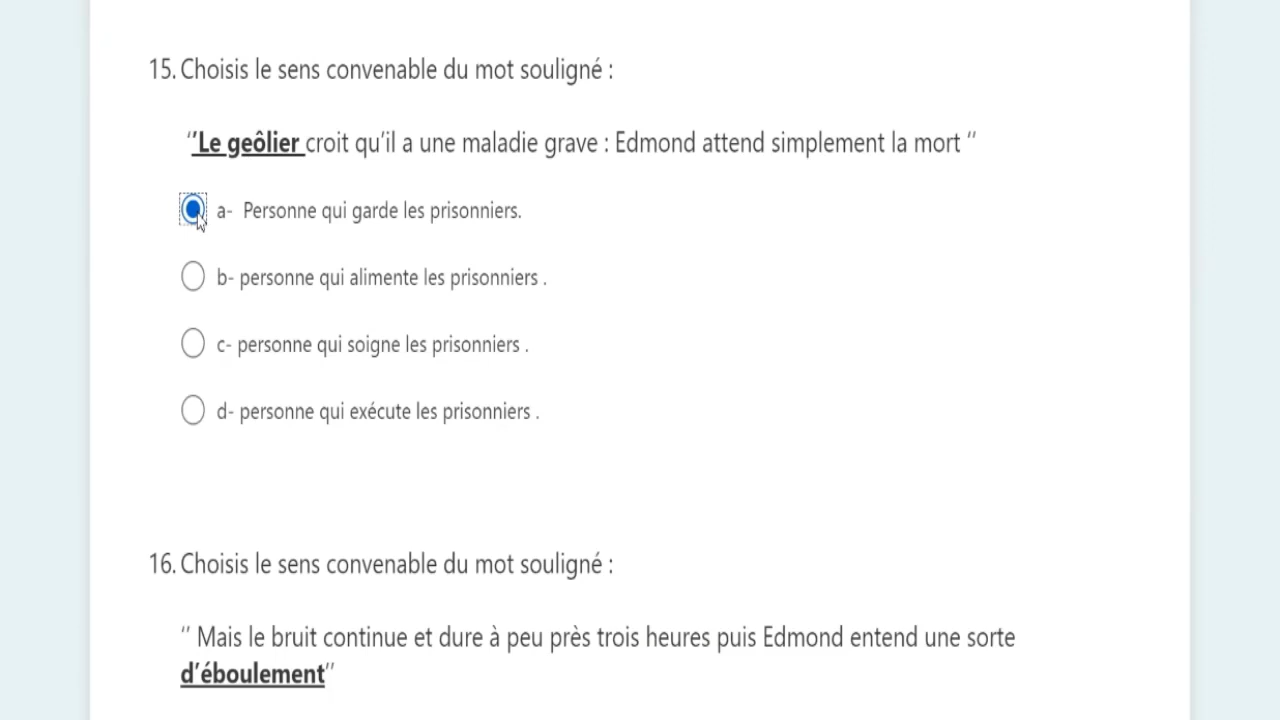 15. Choisis le sens convenable du mot souligné :
‘’Le geôlier croit qu’il a une maladie grave : Edmond attend simplement la mort ‘’
a- Personne qui garde les prisonniers.
b- personne qui alimente les prisonniers .
c- personne qui soigne les prisonniers .
d- personne qui exécute les prisonniers .
16. Choisis le sens convenable du mot souligné :
‘’ Mais le bruit continue et dure à peu près trois heures puis Edmond entend une sorte
d’éboulement’’